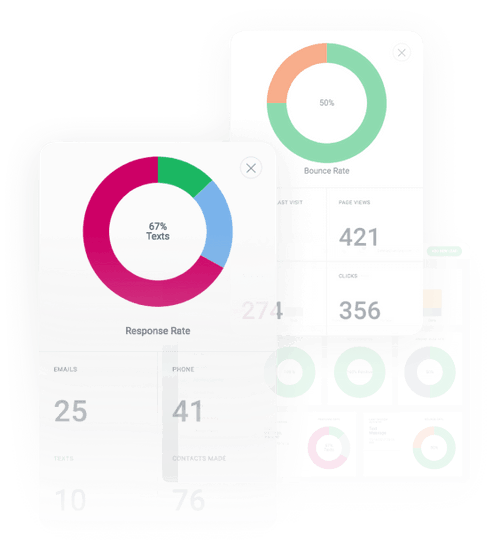 50%
Bounce Rate
LAST VISIT
PAGE VIEWS
421
CLICKS
274
356
67%
Texts
Response Rate
EMAILS
PHONE
25
41
TEXTS
CONTACTS MADE
10
76